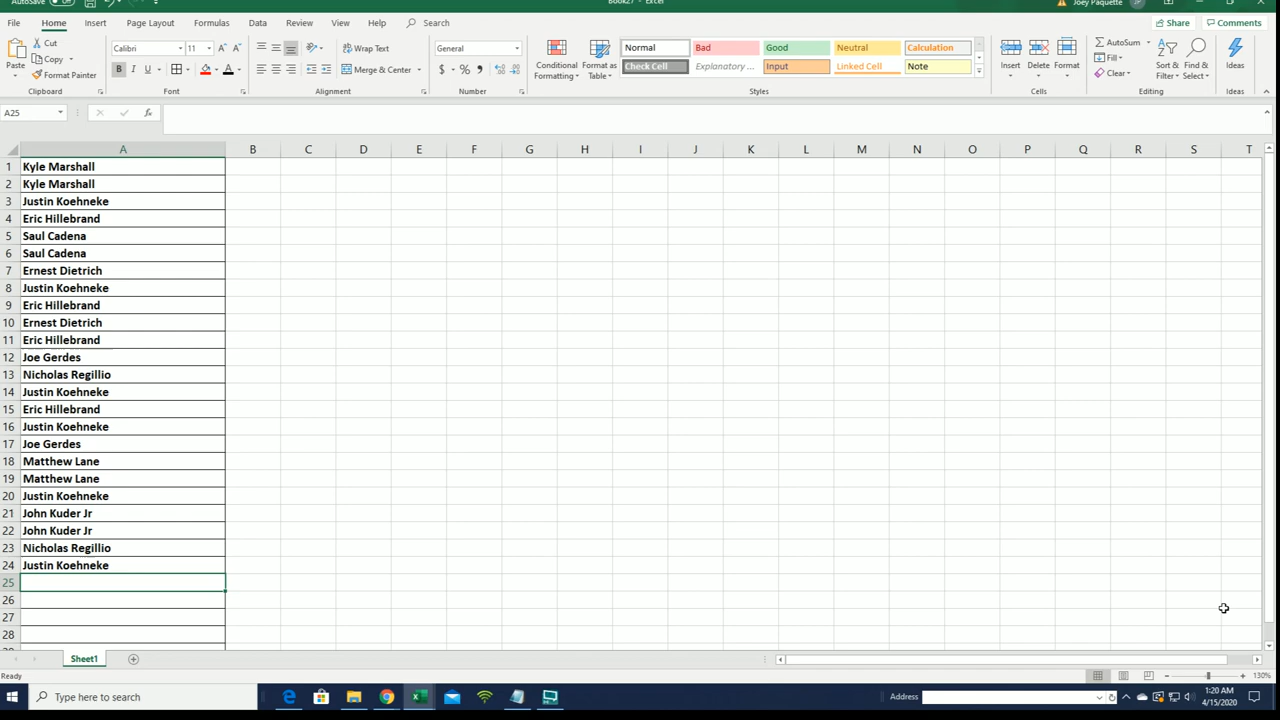 AutoSave Off Book27 - Excel Joey Paquette JP
File Home Insert Page Layout Formulas Data Review View Help Search Share Comments
Paste Cut Copy Format Painter Clipboard
Calibri 11 A A B I U A Font
Wrap Text Merge & Center Alignment
General $ % , Number
Conditional Formatting Format as Table
Normal Bad Good Neutral Calculation
Check Cell Explanatory ... Input Linked Cell Note
Styles
Insert Delete Format Cells
AutoSum Fill Clear Sort & Filter Find & Select Editing
Ideas Ideas
A25 fx
A B C D E F G H I J K L M N O P Q R S T
1 Kyle Marshall
2 Kyle Marshall
3 Justin Koehneke
4 Eric Hillebrand
5 Saul Cadena
6 Saul Cadena
7 Ernest Dietrich
8 Justin Koehneke
9 Eric Hillebrand
10 Ernest Dietrich
11 Eric Hillebrand
12 Joe Gerdes
13 Nicholas Regillio
14 Justin Koehneke
15 Eric Hillebrand
16 Justin Koehneke
17 Joe Gerdes
18 Matthew Lane
19 Matthew Lane
20 Justin Koehneke
21 John Kuder Jr
22 John Kuder Jr
23 Nicholas Regillio
24 Justin Koehneke
25
26
27
28
Sheet1
Ready 130%
Type here to search Address 1:20 AM
4/15/2020